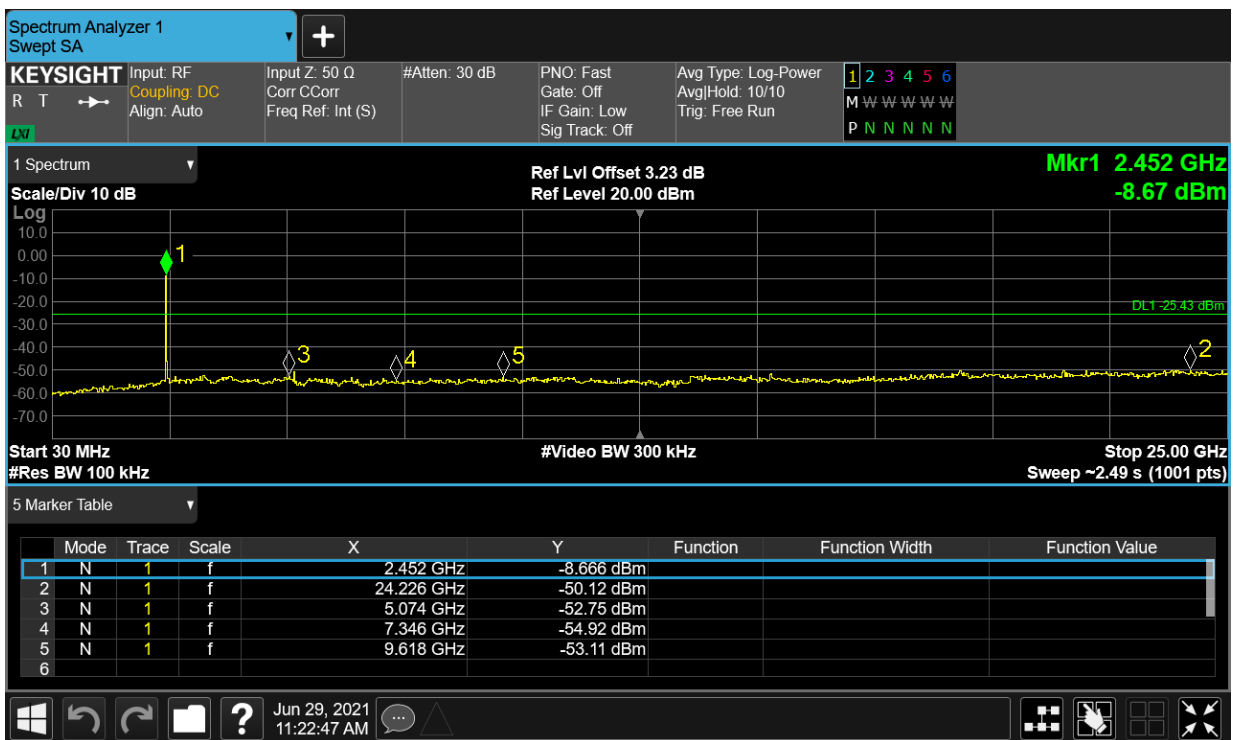 Spectrum Analyzer 1
Swept SA
+
KEYSIGHT
R T
LXI
Input: RF
Coupling: DC
Align: Auto
Input Z: 50 Ω
Corr CCorr
Freq Ref: Int (S)
#Atten: 30 dB
PNO: Fast
Gate: Off
IF Gain: Low
Sig Track: Off
Avg Type: Log-Power
Avg|Hold: 10/10
Trig: Free Run
1 2 3 4 5 6
M W W W W W
P N N N N N
1 Spectrum
Scale/Div 10 dB
Ref Lvl Offset 3.23 dB
Ref Level 20.00 dBm
Mkr1 2.452 GHz
-8.67 dBm
Log
10.0
0.00
-10.0
-20.0
-30.0
-40.0
-50.0
-60.0
-70.0
1
DL1 -25.43 dBm
3
4
5
2
Start 30 MHz
#Res BW 100 kHz
#Video BW 300 kHz
Stop 25.00 GHz
Sweep ~2.49 s (1001 pts)
5 Marker Table
Mode Trace Scale X Y Function Function Width Function Value
1 N 1 f 2.452 GHz -8.666 dBm
2 N 1 f 24.226 GHz -50.12 dBm
3 N 1 f 5.074 GHz -52.75 dBm
4 N 1 f 7.346 GHz -54.92 dBm
5 N 1 f 9.618 GHz -53.11 dBm
6
?
Jun 29, 2021
11:22:47 AM